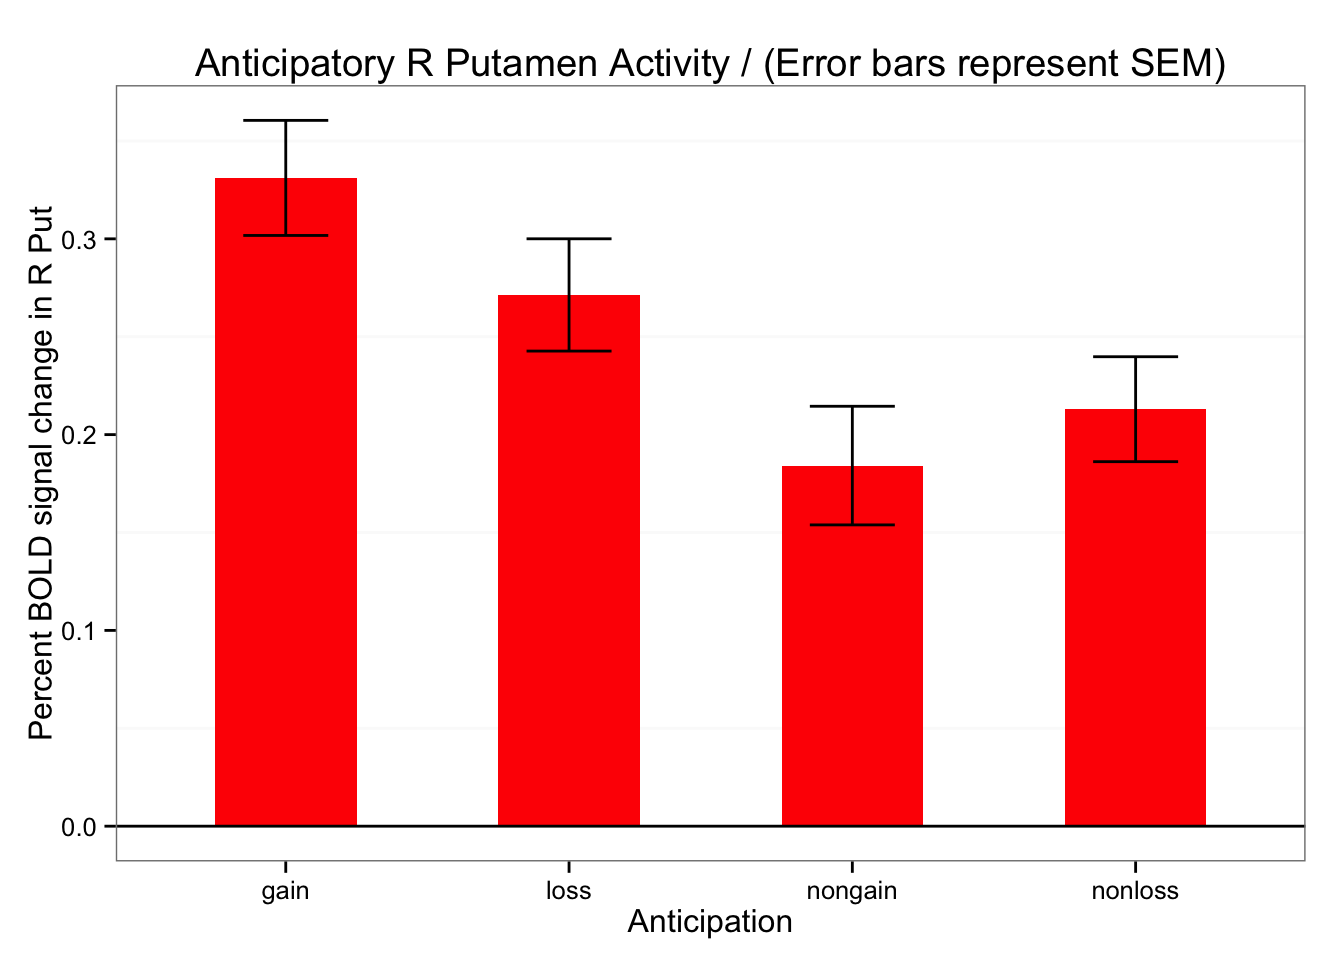 Anticipatory R Putamen Activity / (Error bars represent SEM)
Percent BOLD signal change in R Put
0.3
0.2
0.1
0.0
gain loss nongain nonloss
Anticipation